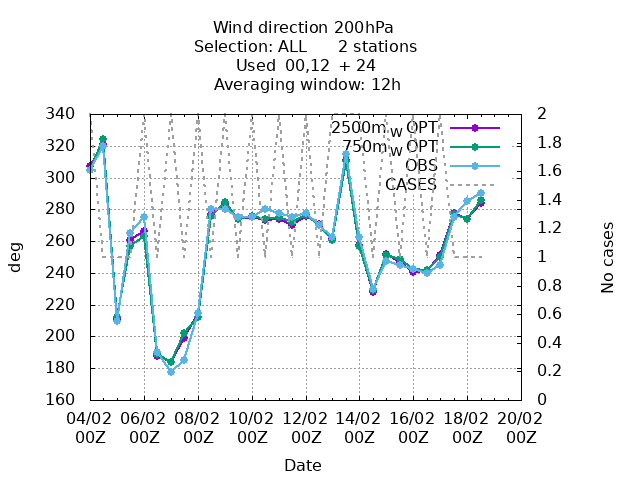 Wind direction 200hPa
Selection: ALL 2 stations
Used 00,12 + 24
Averaging window: 12h
340 2
2500m_w OPT
320 1.8
750m_w OPT
OBS
300 1.6
CASES
280 1.4
260 1.2
deg 240 1 No cases
220 0.8
200 0.6
180 0.4
0.2
160 0
04/02 06/02 08/02 10/02 12/02 14/02 16/02 18/02 20/02
00Z 00Z 00Z 00Z 00Z 00Z 00Z 00Z 00Z
Date